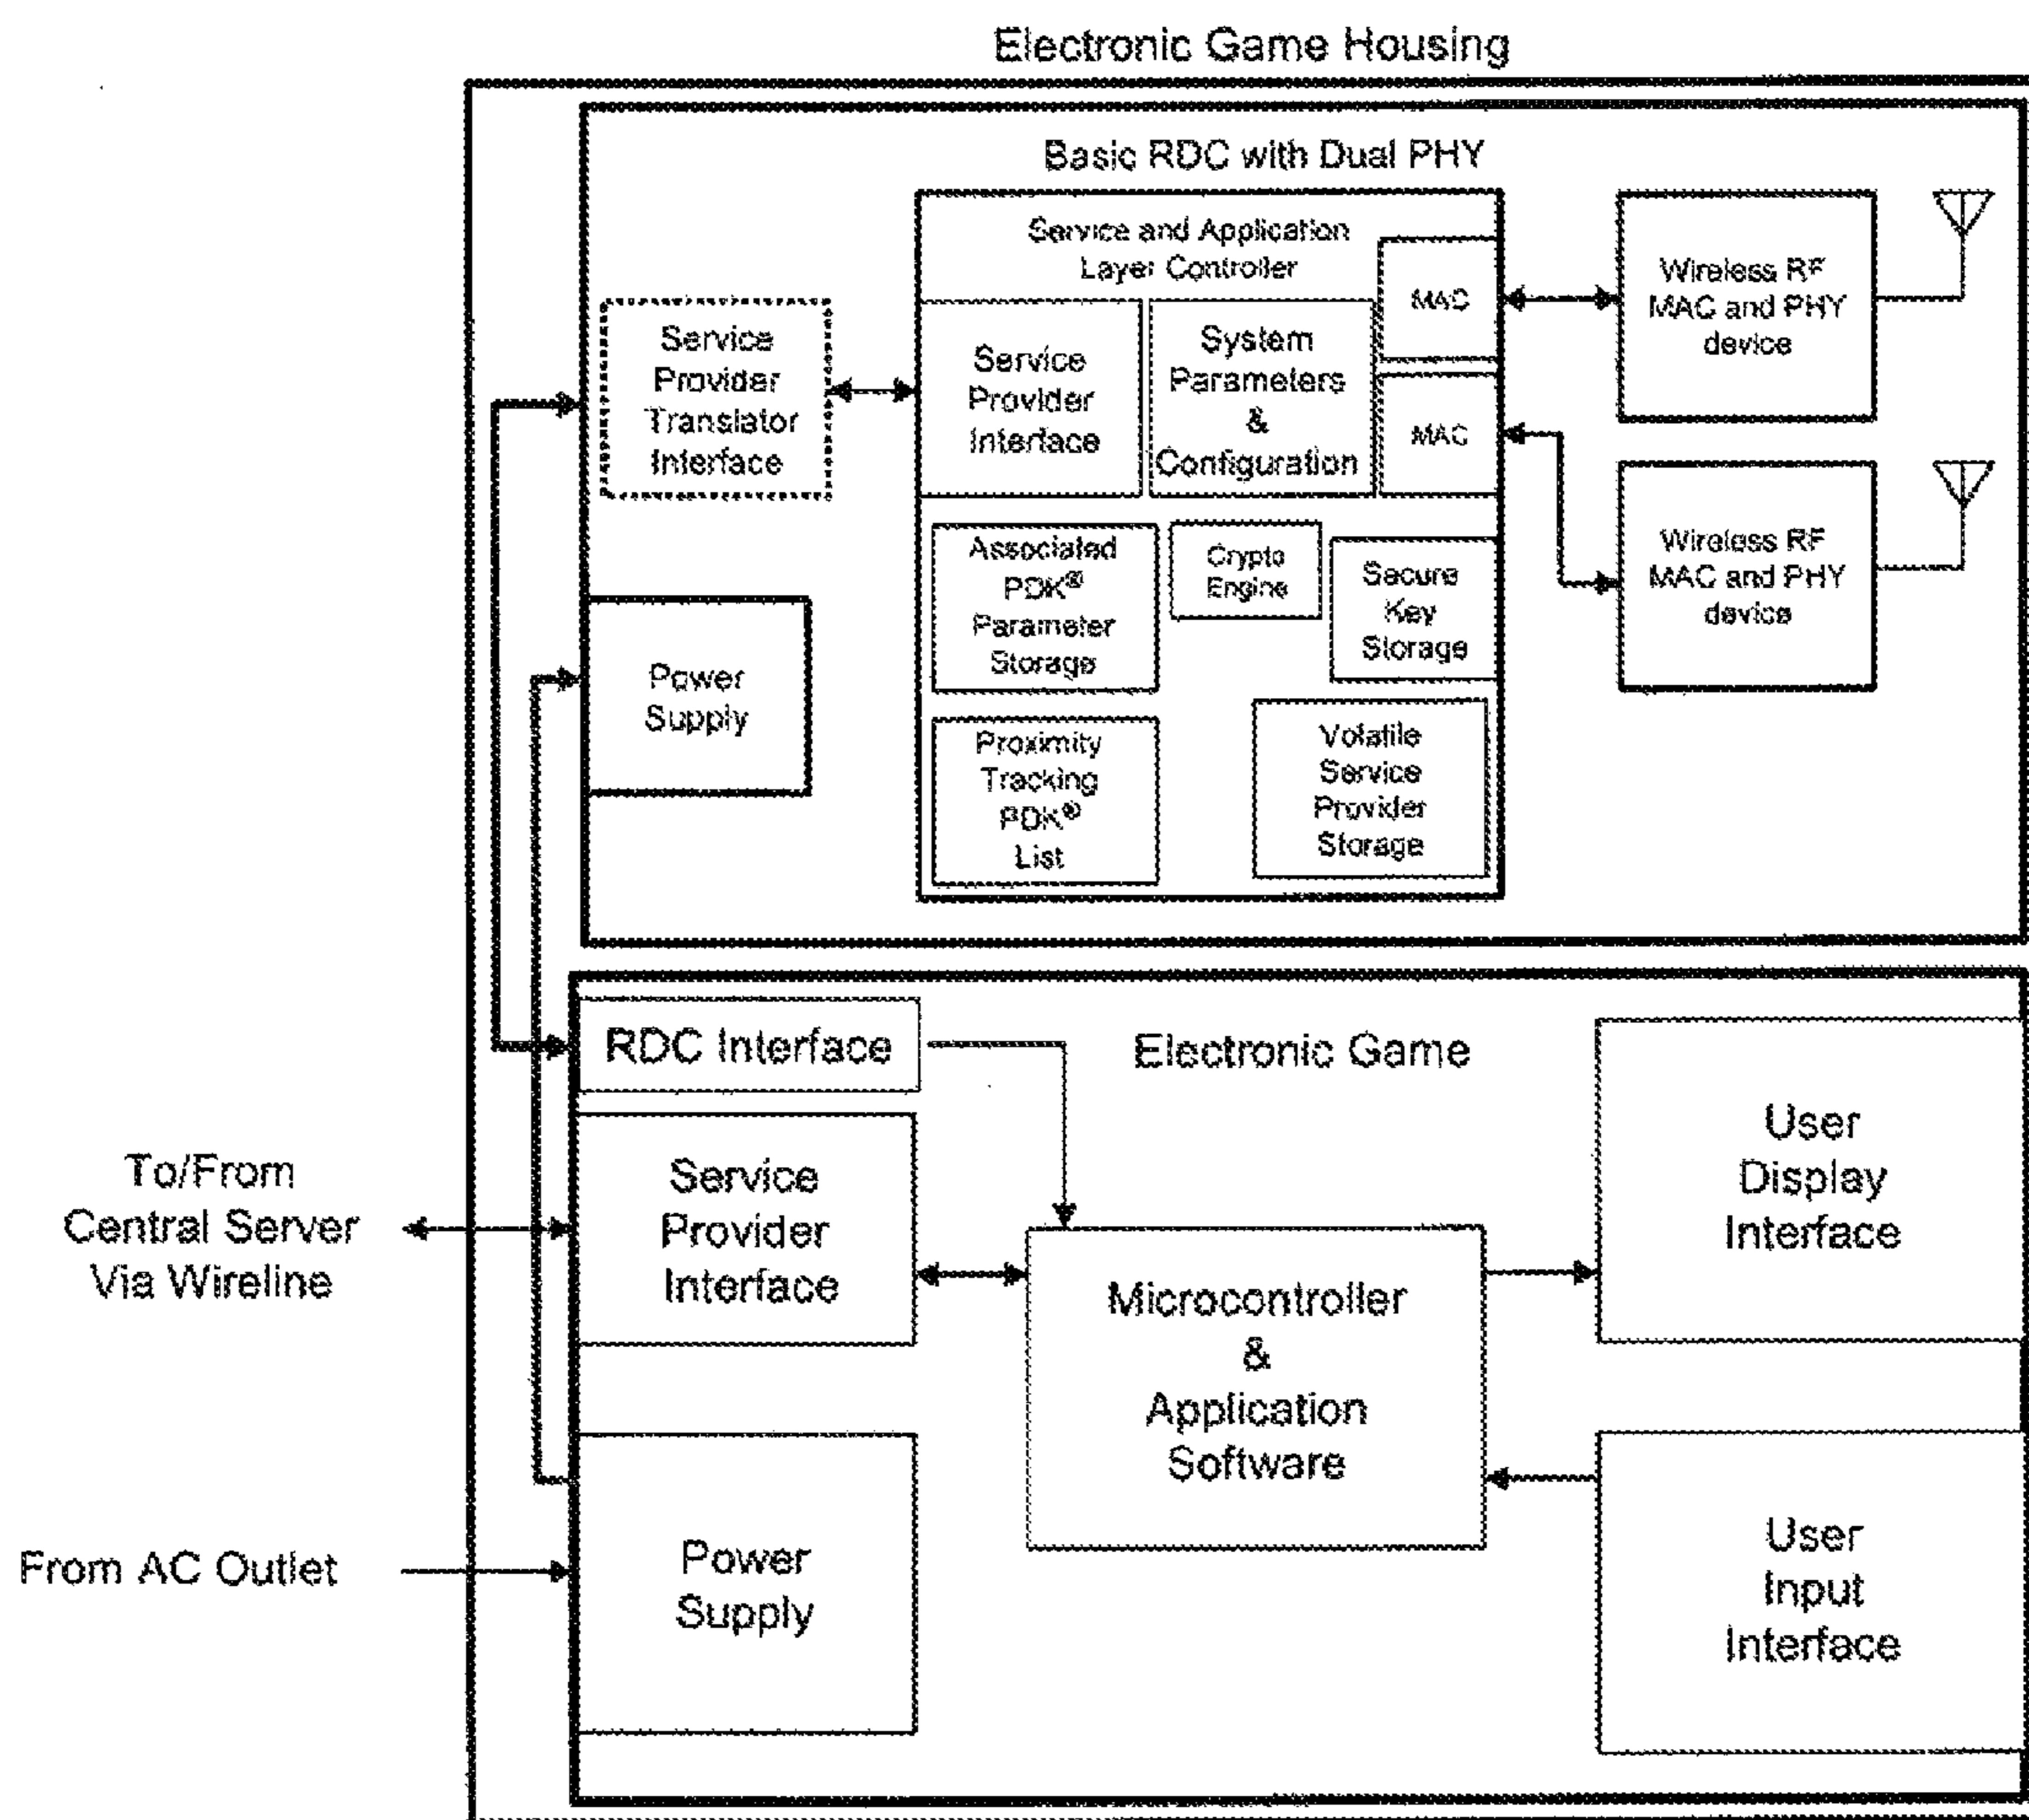 Electronic Game Housing
Basic RDC with Dual PHY
Service and Application
Layer Controller
Service
Provider
Translator
Interface
Service
Provider
Interface
System
Parameters
&
Configuration
MAC
MAC
Wireless RF
MAC and PHY
device
Wireless RF
MAC and PHY
device
Associated
PDK®
Parameter
Storage
Crypto
Engine
Secure
Key
Storage
Power
Supply
Proximity
Tracking
PDK®
List
Volatile
Service
Provider
Storage
RDC Interface
Electronic Game
User
Display
Interface
To/From
Central Server
Via Wireline
Service
Provider
Interface
Microcontroller
&
Application
Software
From AC Outlet
Power
Supply
User
Input
Interface